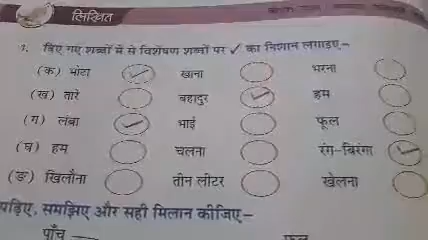 लिखित
1. दिए गए शब्दों में से विशेषण शब्दों पर ✓ का निशान लगाइए–
(क) मोटा ✓ खाना भरना
(ख) तारे बहादुर ✓ हम
(ग) लंबा ✓ भाई फूल
(घ) हम चलना रंग-बिरंगा ✓
(ङ) खिलौना तीन लीटर खेलना
पढ़िए, समझिए और सही मिलान कीजिए–
पाँच